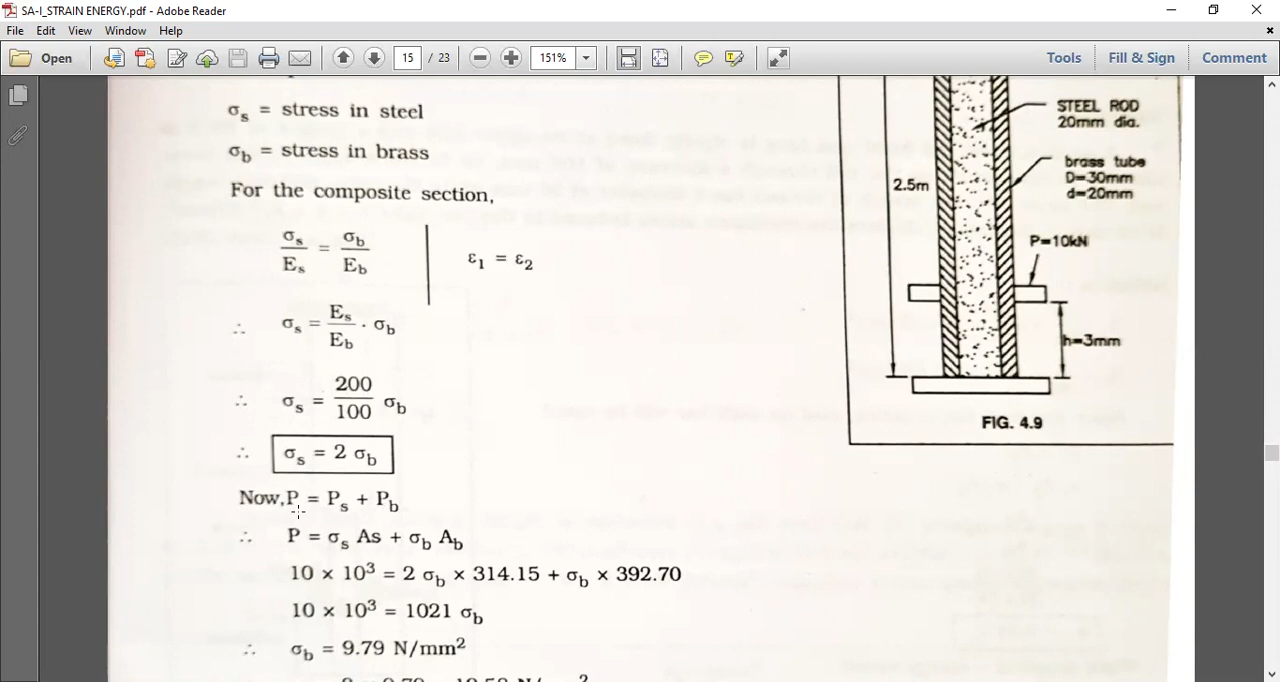 SA-I_STRAIN ENERGY.pdf - Adobe Reader
File Edit View Window Help
Open 15 / 23 151% Tools Fill & Sign Comment
σs = stress in steel
σb = stress in brass
For the composite section,
σs/Es = σb/Eb | ε1 = ε2
∴ σs = Es/Eb · σb
∴ σs = 200/100 σb
∴ σs = 2 σb
Now,P = Ps + Pb
∴ P = σs As + σb Ab
10 × 10³ = 2 σb × 314.15 + σb × 392.70
10 × 10³ = 1021 σb
∴ σb = 9.79 N/mm²
STEEL ROD
20mm dia.
2.5m
brass tube
D=30mm
d=20mm
P=10kN
h=3mm
FIG. 4.9